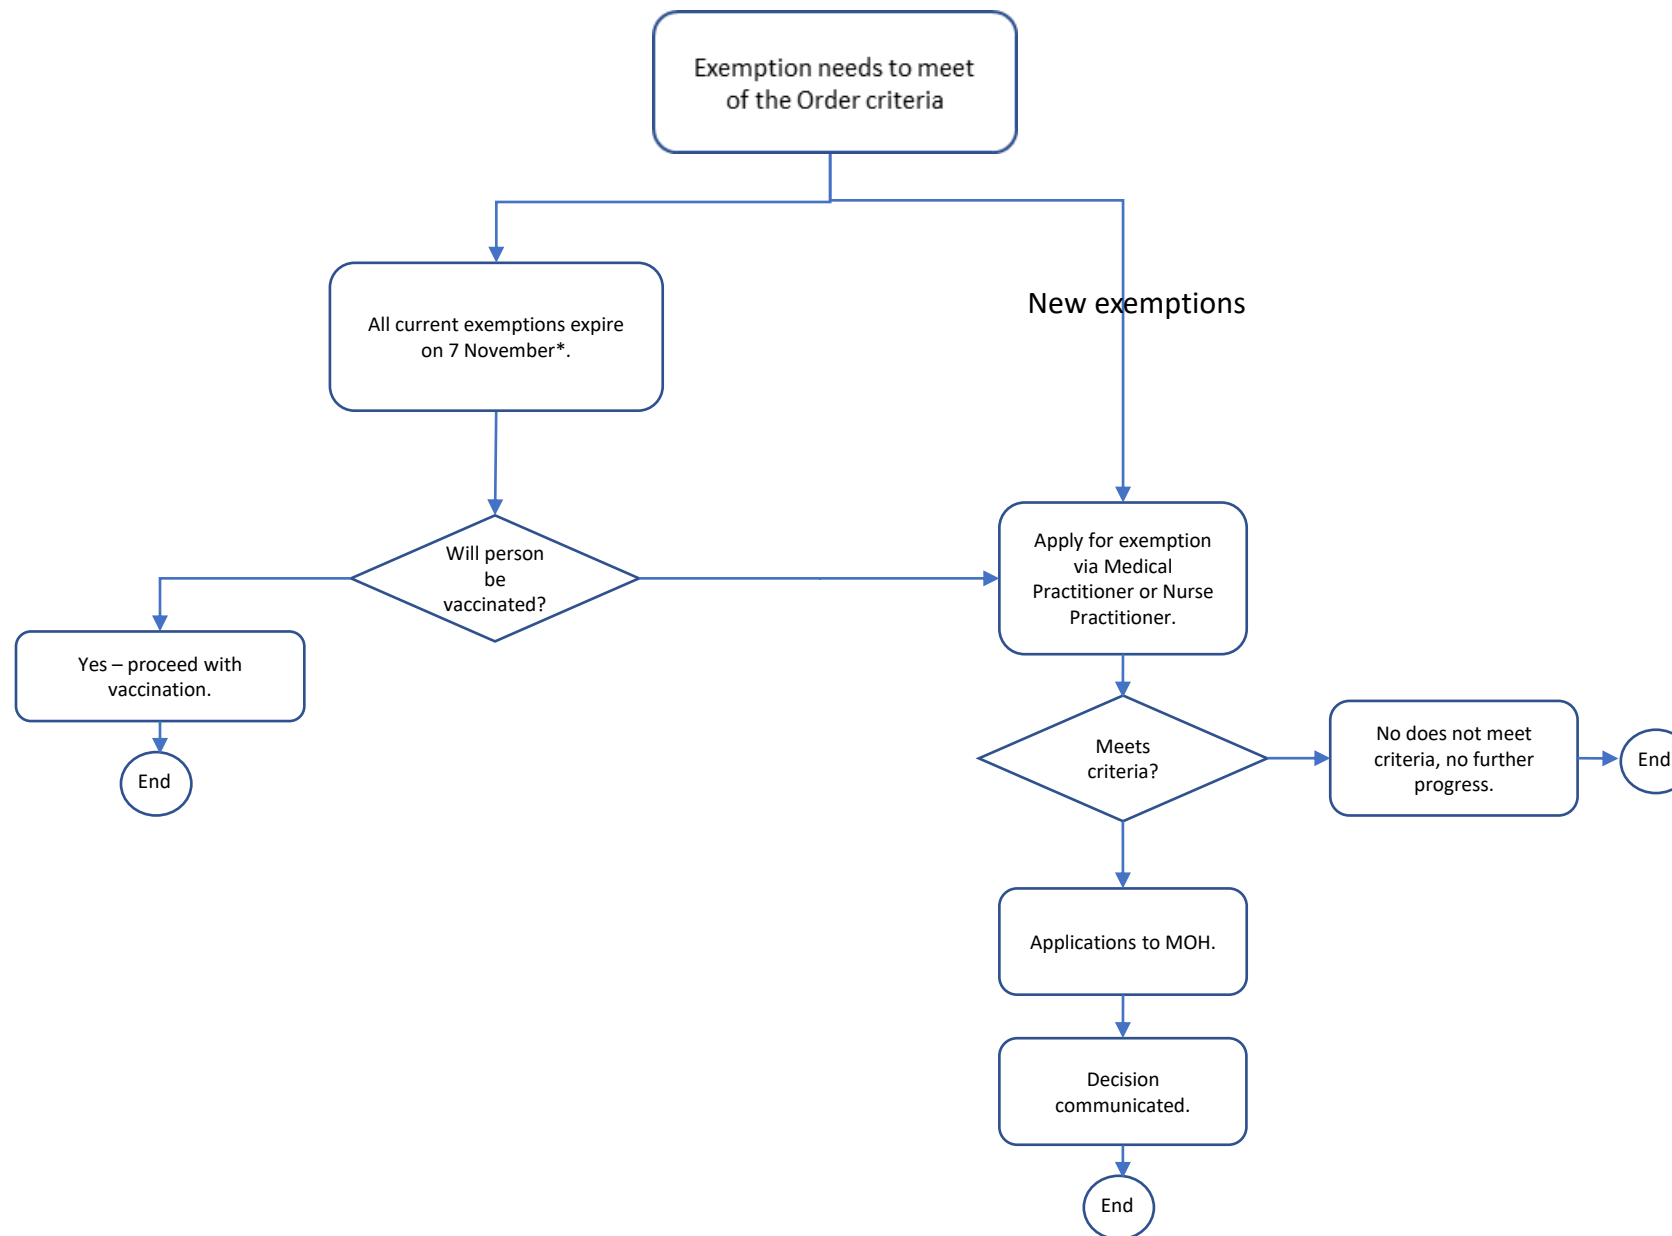 Exemption needs to meet
of the Order criteria
New exemptions
All current exemptions expire
on 7 November*.
Will person
be
vaccinated?
Apply for exemption
via Medical
Practitioner or Nurse
Practitioner.
Yes – proceed with
vaccination.
End
Meets
criteria?
No does not meet
criteria, no further
progress.
End
Applications to MOH.
Decision
communicated.
End